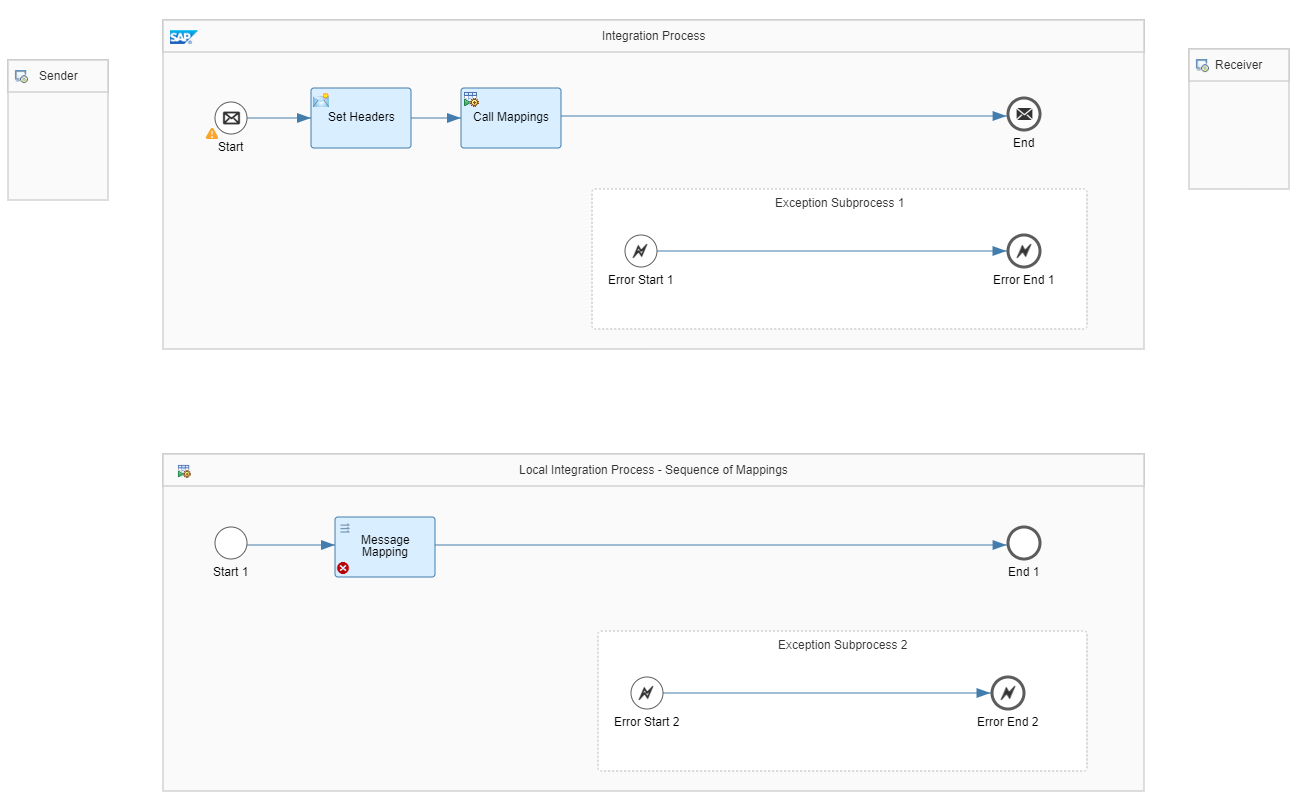 SAP
Integration Process
Sender
Receiver
Set Headers
Call Mappings
Start
End
Exception Subprocess 1
Error Start 1
Error End 1
Local Integration Process - Sequence of Mappings
Message
Mapping
Start 1
End 1
Exception Subprocess 2
Error Start 2
Error End 2